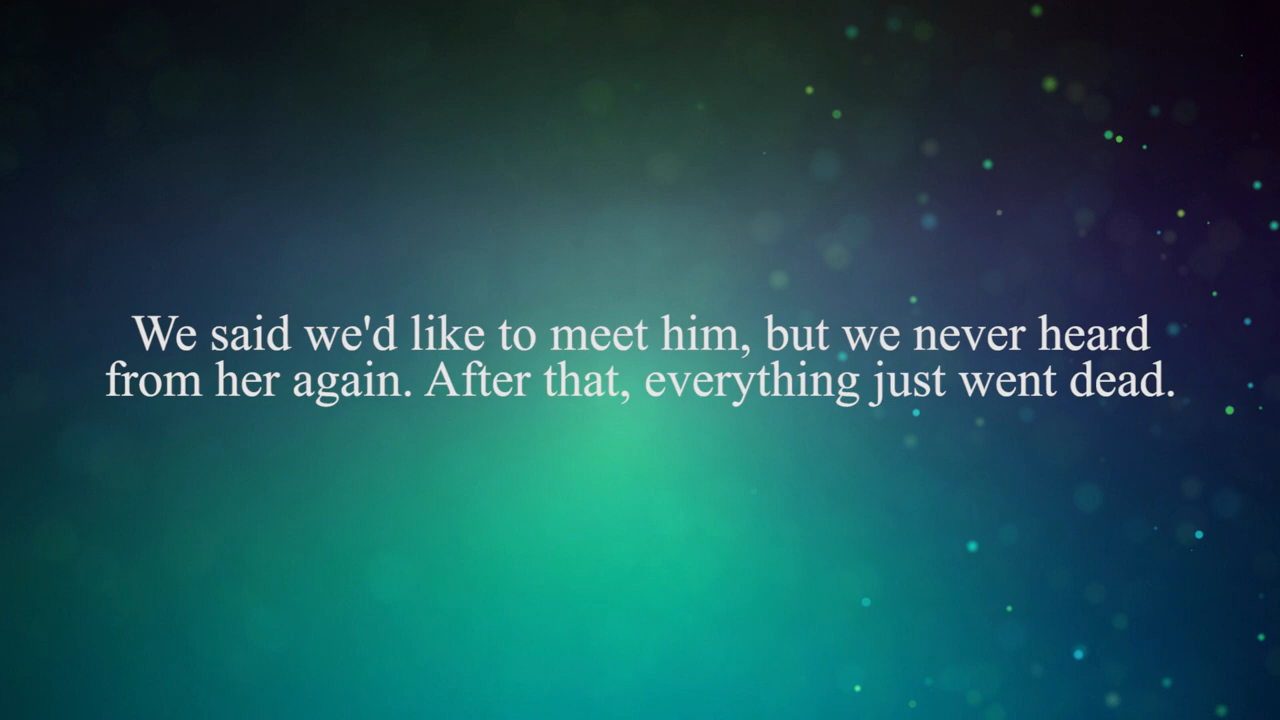 We said we'd like to meet him, but we never heard
from her again. After that, everything just went dead.